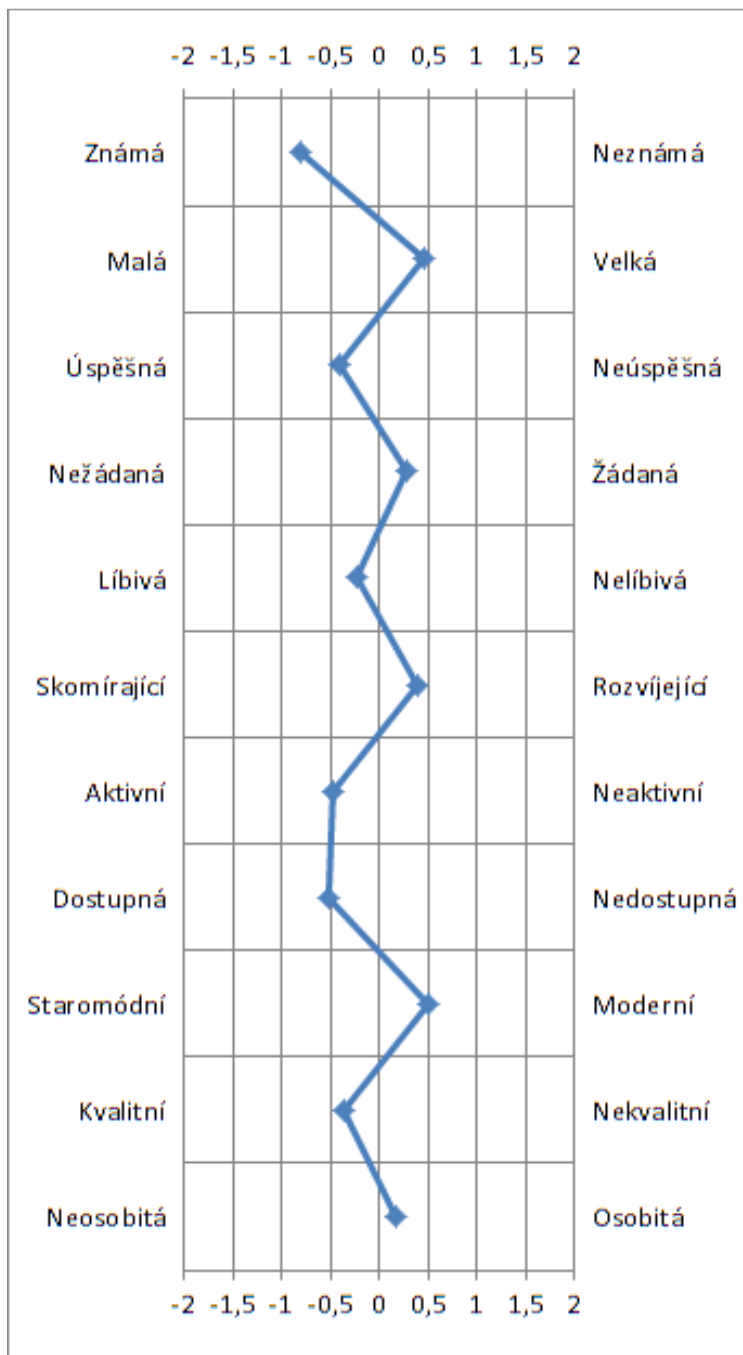 -2 -1,5 -1 -0,5 0 0,5 1 1,5 2
Známá Neznámá
Malá Velká
Úspěšná Neúspěšná
Nežádaná Žádaná
Líbivá Nelíbivá
Skomírající Rozvíjející
Aktivní Neaktivní
Dostupná Nedostupná
Staromódní Moderní
Kvalitní Nekvalitní
Neosobitá Osobitá
-2 -1,5 -1 -0,5 0 0,5 1 1,5 2